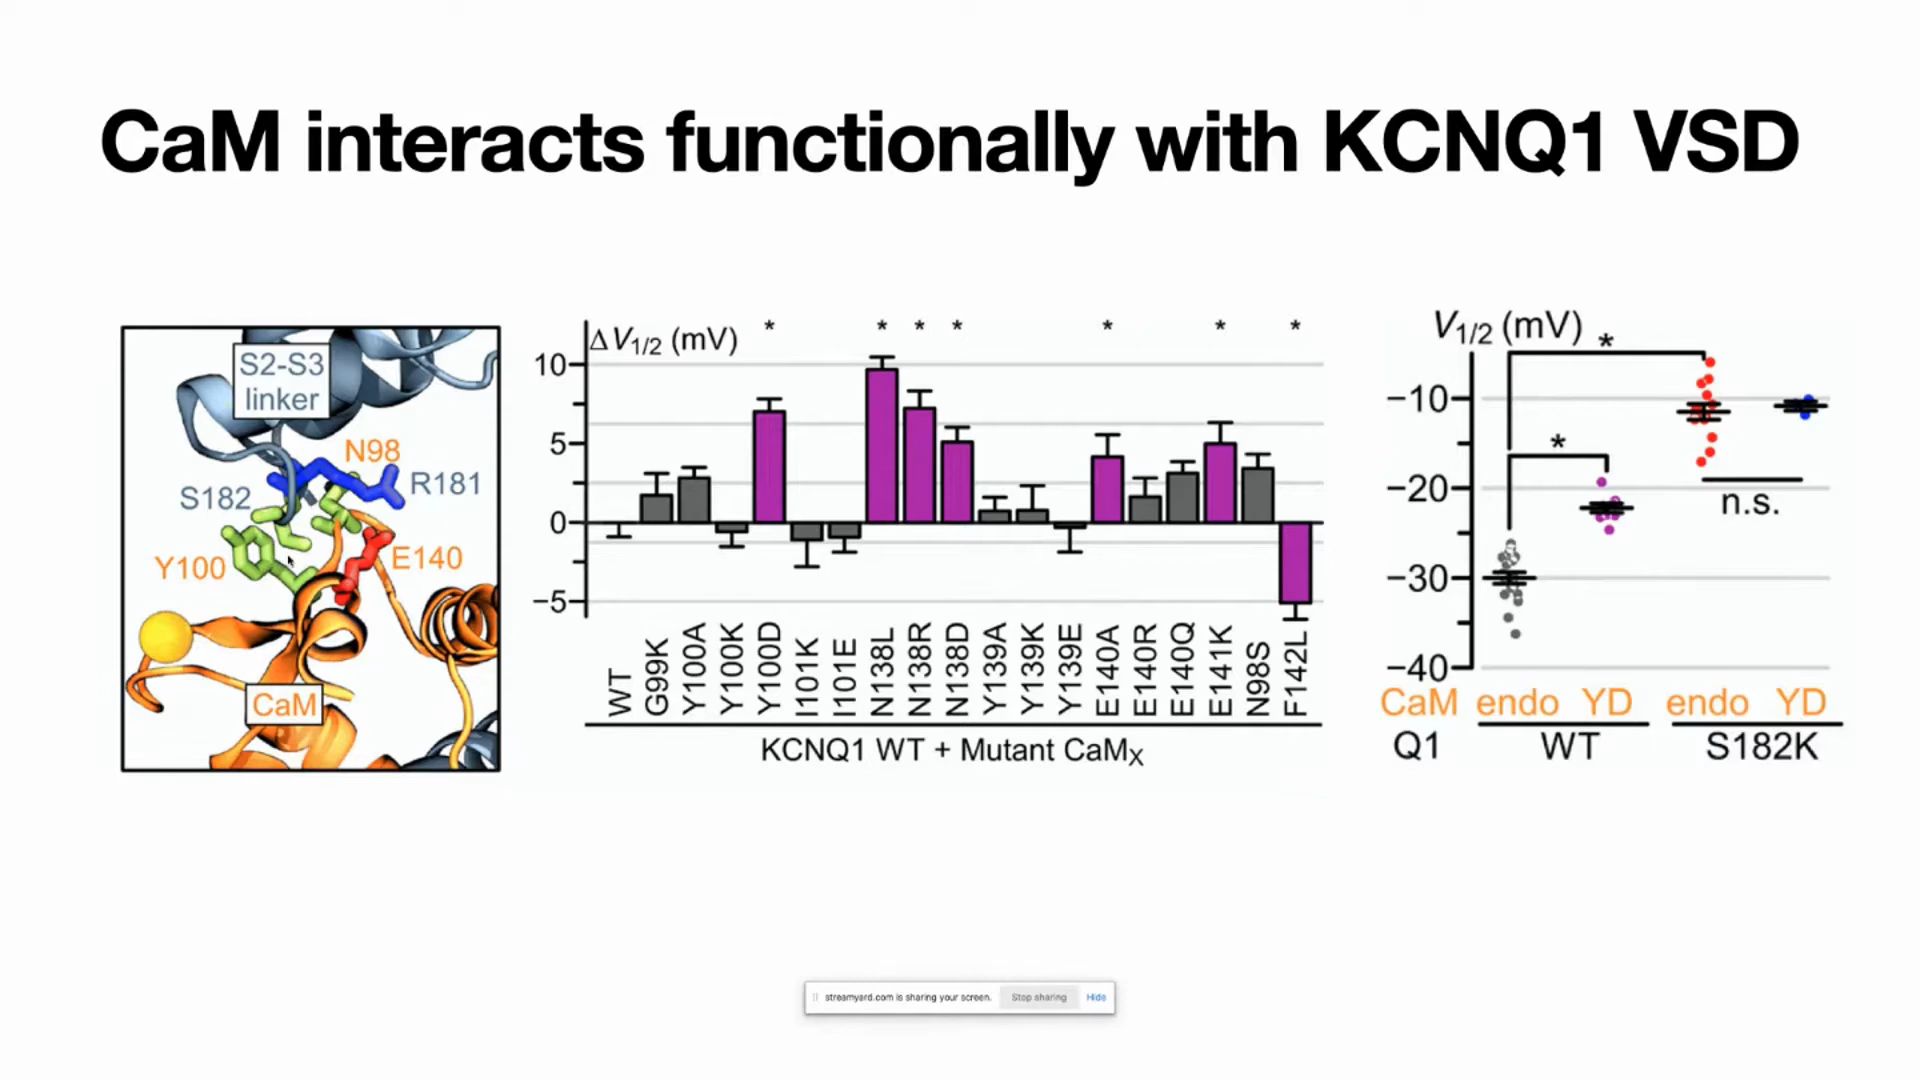 CaM interacts functionally with KCNQ1 VSD
S2-S3
linker
N98
S182
R181
Y100
E140
CaM
ΔV1/2 (mV)
* * * * * * *
10
5
0
−5
WT
G99K
Y100A
Y100K
Y100D
I101K
I101E
N138L
N138R
N138D
Y139A
Y139K
Y139E
E140A
E140R
E140Q
E141K
N98S
F142L
KCNQ1 WT + Mutant CaMX
V1/2 (mV)
*
−10
*
−20
n.s.
−30
−40
CaM endo YD endo YD
Q1 WT S182K
streamyard.com is sharing your screen. Stop sharing Hide